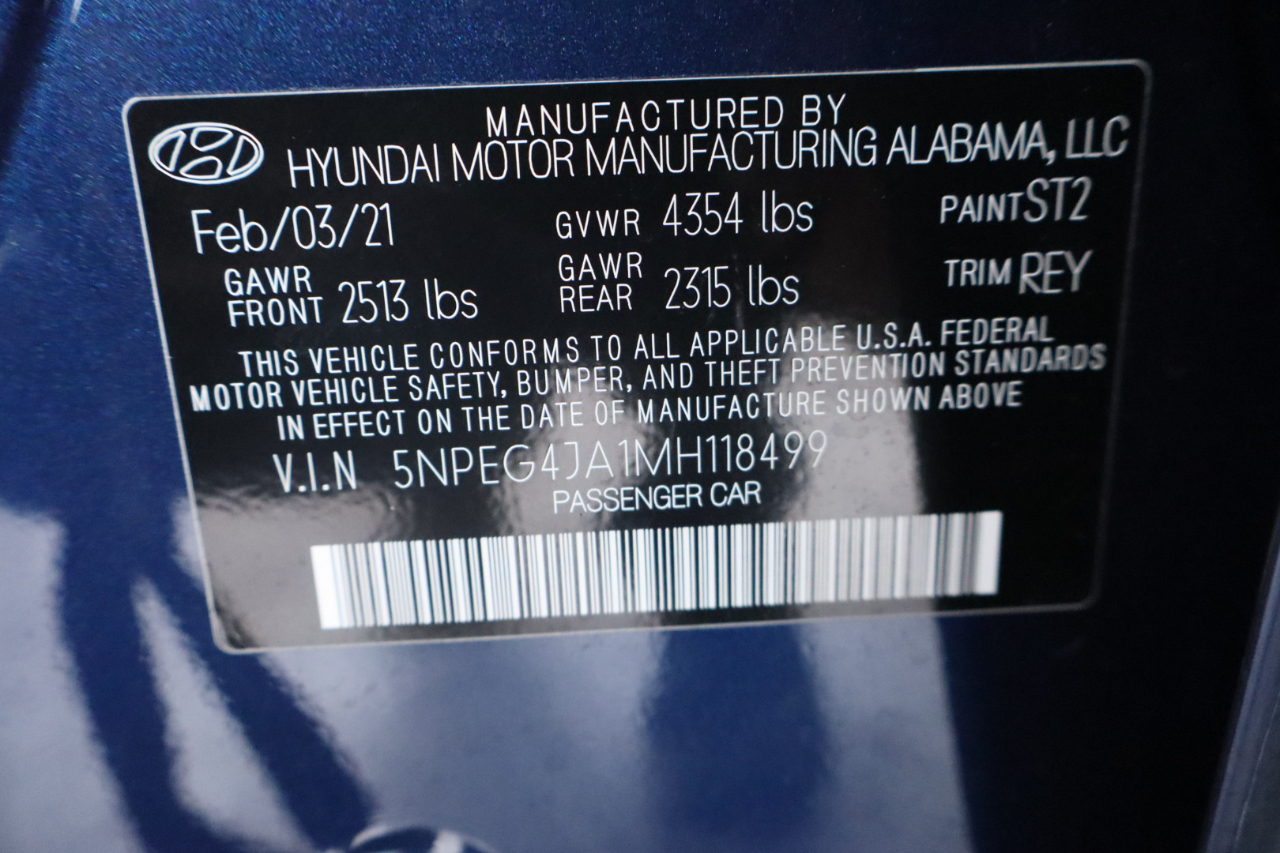 MANUFACTURED BY
HYUNDAI MOTOR MANUFACTURING ALABAMA, LLC
Feb/03/21 GVWR 4354 lbs PAINT ST2
GAWR FRONT 2513 lbs GAWR REAR 2315 lbs TRIM REY
THIS VEHICLE CONFORMS TO ALL APPLICABLE U.S.A. FEDERAL
MOTOR VEHICLE SAFETY, BUMPER, AND THEFT PREVENTION STANDARDS
IN EFFECT ON THE DATE OF MANUFACTURE SHOWN ABOVE
V.I.N 5NPEG4JA1MH118499
PASSENGER CAR